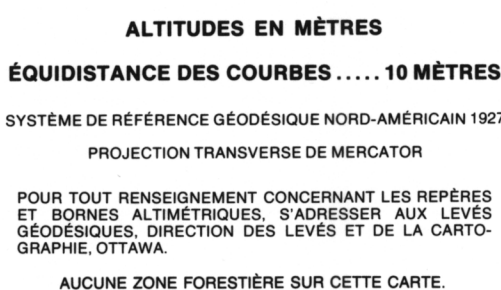 ALTITUDES EN MÈTRES
ÉQUIDISTANCE DES COURBES ..... 10 MÈTRES
SYSTÈME DE RÉFÉRENCE GÉODÉSIQUE NORD-AMÉRICAIN 1927
PROJECTION TRANSVERSE DE MERCATOR
POUR TOUT RENSEIGNEMENT CONCERNANT LES REPÈRES
ET BORNES ALTIMÉTRIQUES, S'ADRESSER AUX LEVÉS
GÉODÉSIQUES, DIRECTION DES LEVÉS ET DE LA CARTO-
GRAPHIE, OTTAWA.
AUCUNE ZONE FORESTIÈRE SUR CETTE CARTE.